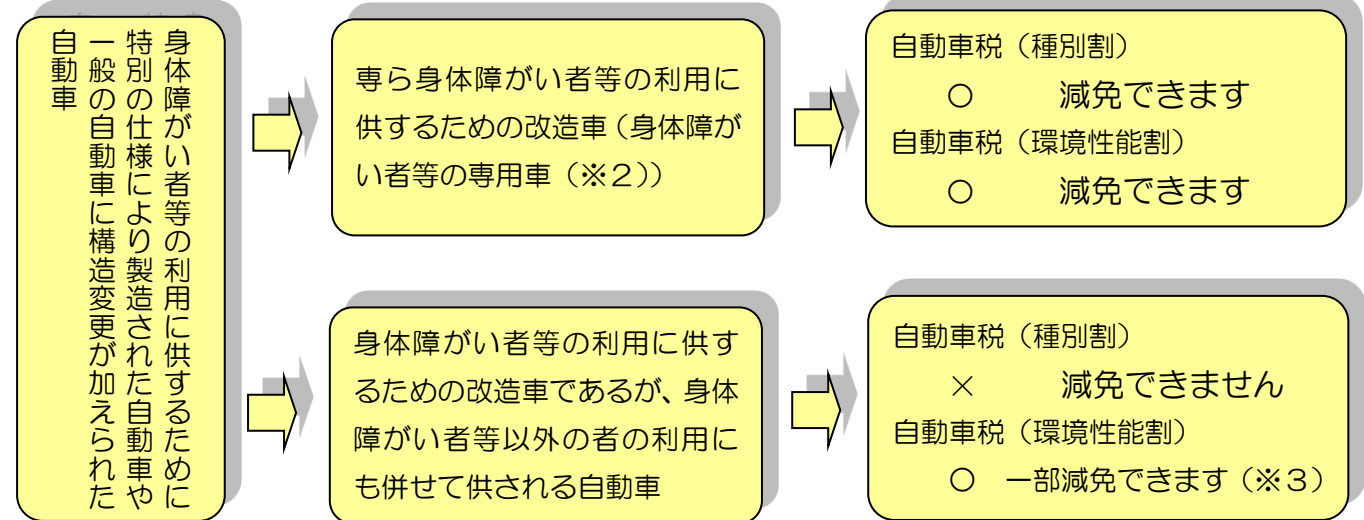 身体障がい者等の利用に供するために
特別の仕様により製造された自動車や
一般の自動車に構造変更が加えられた
自動車
専ら身体障がい者等の利用に
供するための改造車（身体障が
い者等の専用車（※２））
自動車税（種別割）
○　減免できます
自動車税（環境性能割）
○　減免できます
身体障がい者等の利用に供す
るための改造車であるが、身体
障がい者等以外の者の利用に
も併せて供される自動車
自動車税（種別割）
×　減免できません
自動車税（環境性能割）
○　一部減免できます（※３）